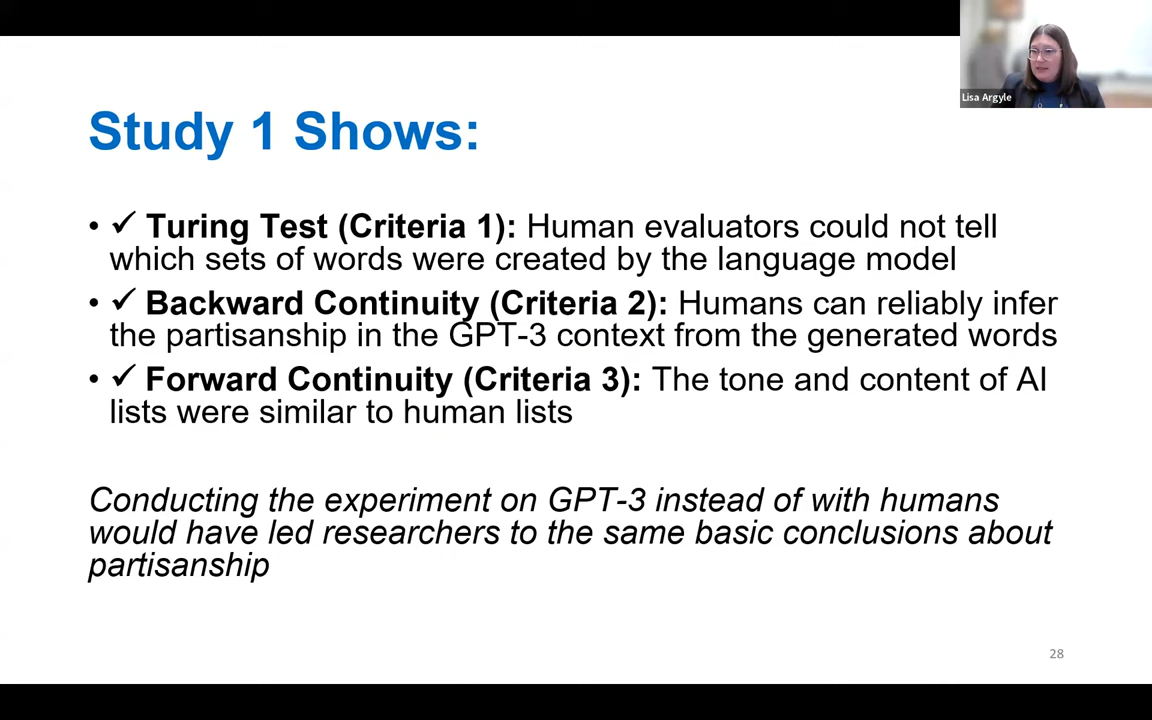 Lisa Argyle
Study 1 Shows:
• ✓ Turing Test (Criteria 1): Human evaluators could not tell
which sets of words were created by the language model
• ✓ Backward Continuity (Criteria 2): Humans can reliably infer
the partisanship in the GPT-3 context from the generated words
• ✓ Forward Continuity (Criteria 3): The tone and content of AI
lists were similar to human lists
Conducting the experiment on GPT-3 instead of with humans
would have led researchers to the same basic conclusions about
partisanship
28